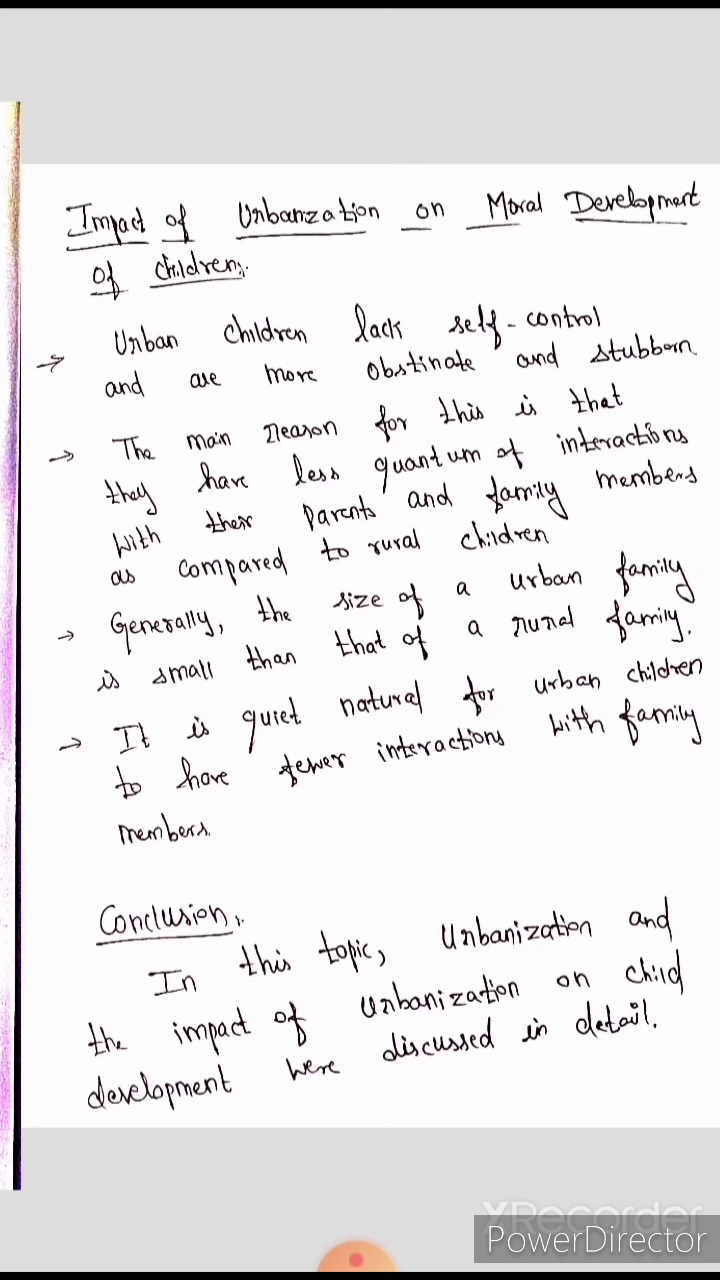 Impact of Urbanzation on Moral Development
of children:.
→ Urban children lack self-control
and are more obstinate and stubborn
→ The main reason for this is that
they have less quantum of interactions
with their parents and family members
as compared to rural children
→ Generally, the size of a urban family
is small than that of a rural family.
→ It is quiet natural for urban children
to have fewer interactions with family
members.
Conclusion:.
In this topic, Urbanization and
the impact of urbanization on child
development were discussed in detail.
XRecorder
PowerDirector